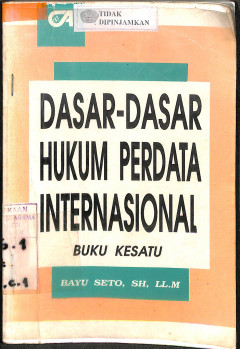 TIDAK
DIPINJAMKAN
DASAR-DASAR
HUKUM PERDATA
INTERNASIONAL
BUKU KESATU
BAYU SETO, SH, LL.M